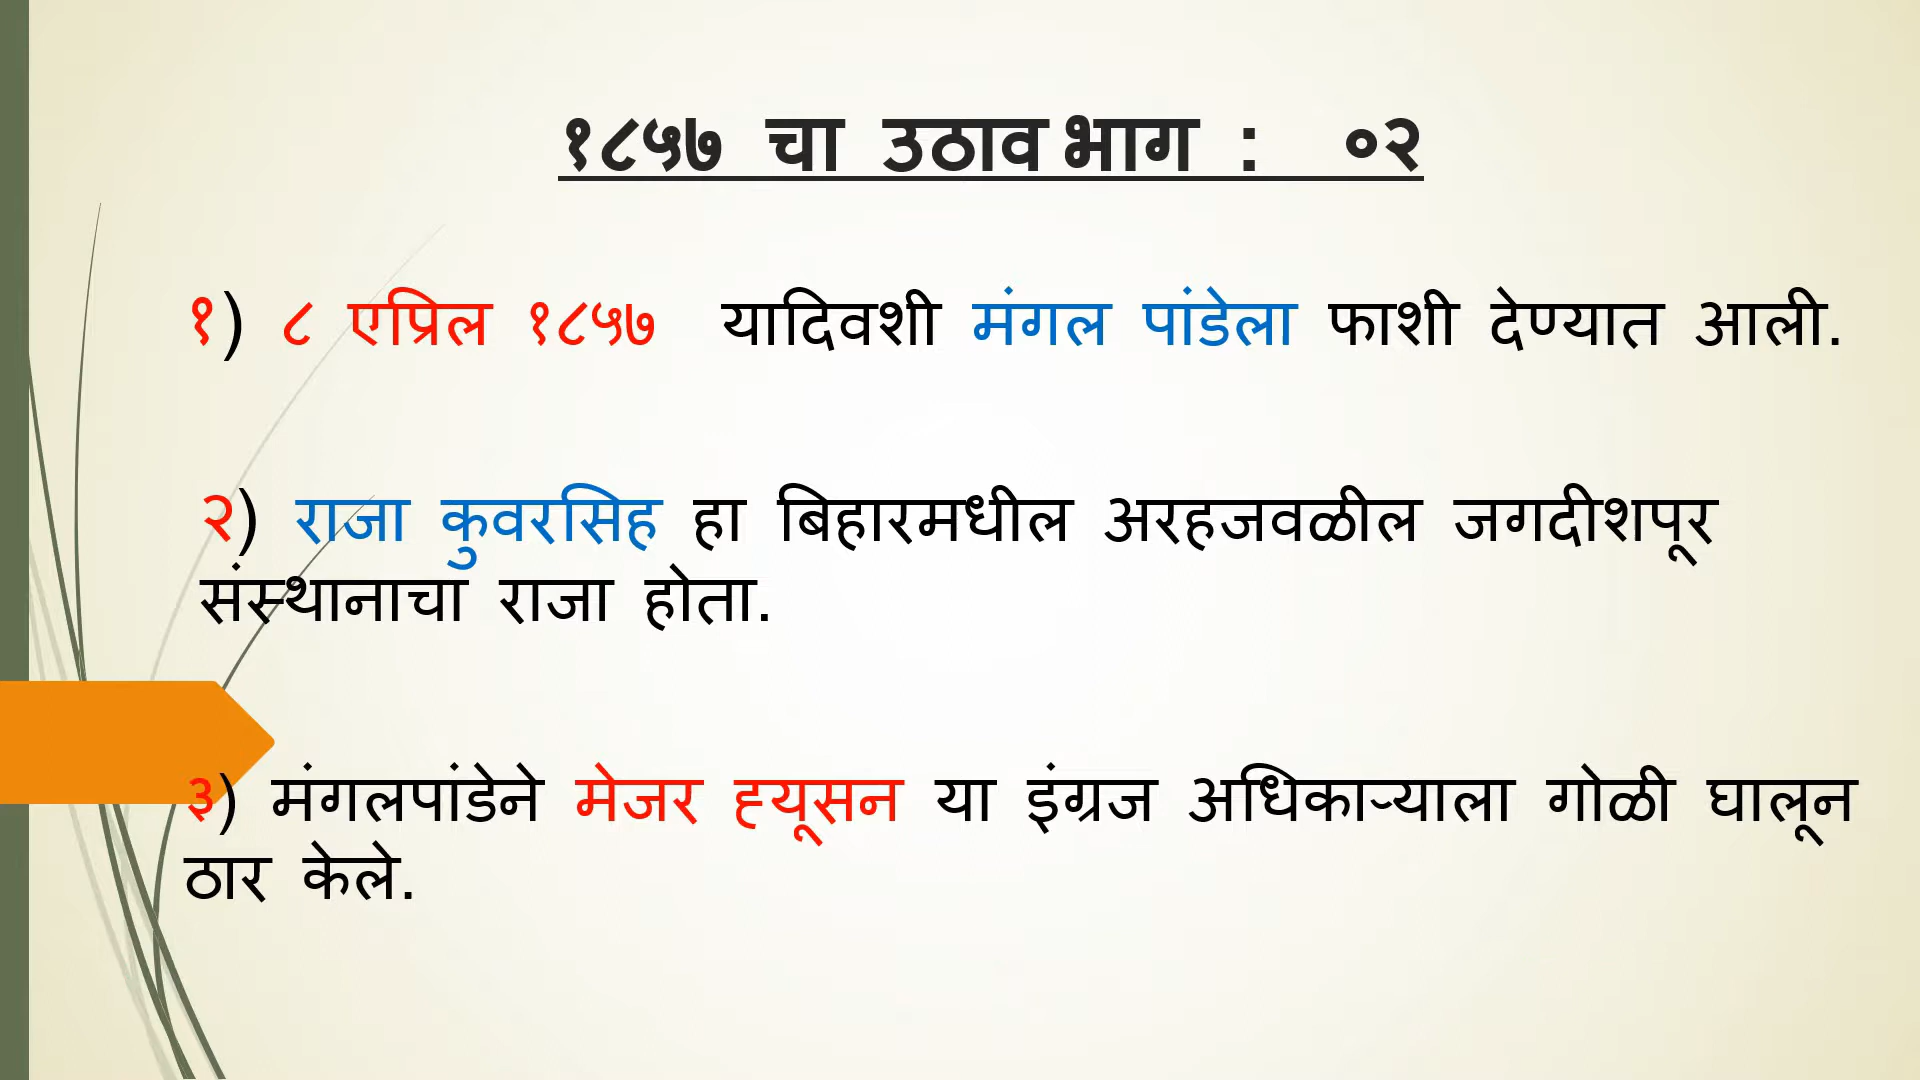 १८५७ चा उठाव भाग : ०२
१) ८ एप्रिल १८५७ यादिवशी मंगल पांडेला फाशी देण्यात आली.
२) राजा कुवरसिह हा बिहारमधील अरहजवळील जगदीशपूर
संस्थानाचा राजा होता.
३) मंगलपांडेने मेजर ह्यूसन या इंग्रज अधिकाऱ्याला गोळी घालून
ठार केले.